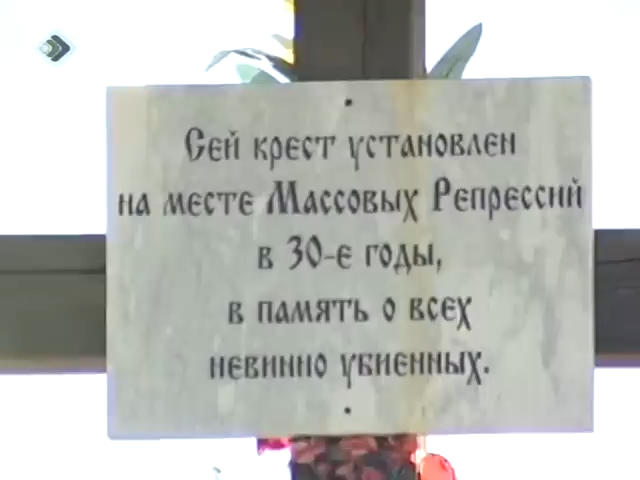 Сей крест установлен
на месте Массовых Репрессий
в 30-е годы,
в память о всех
невинно убиенных.